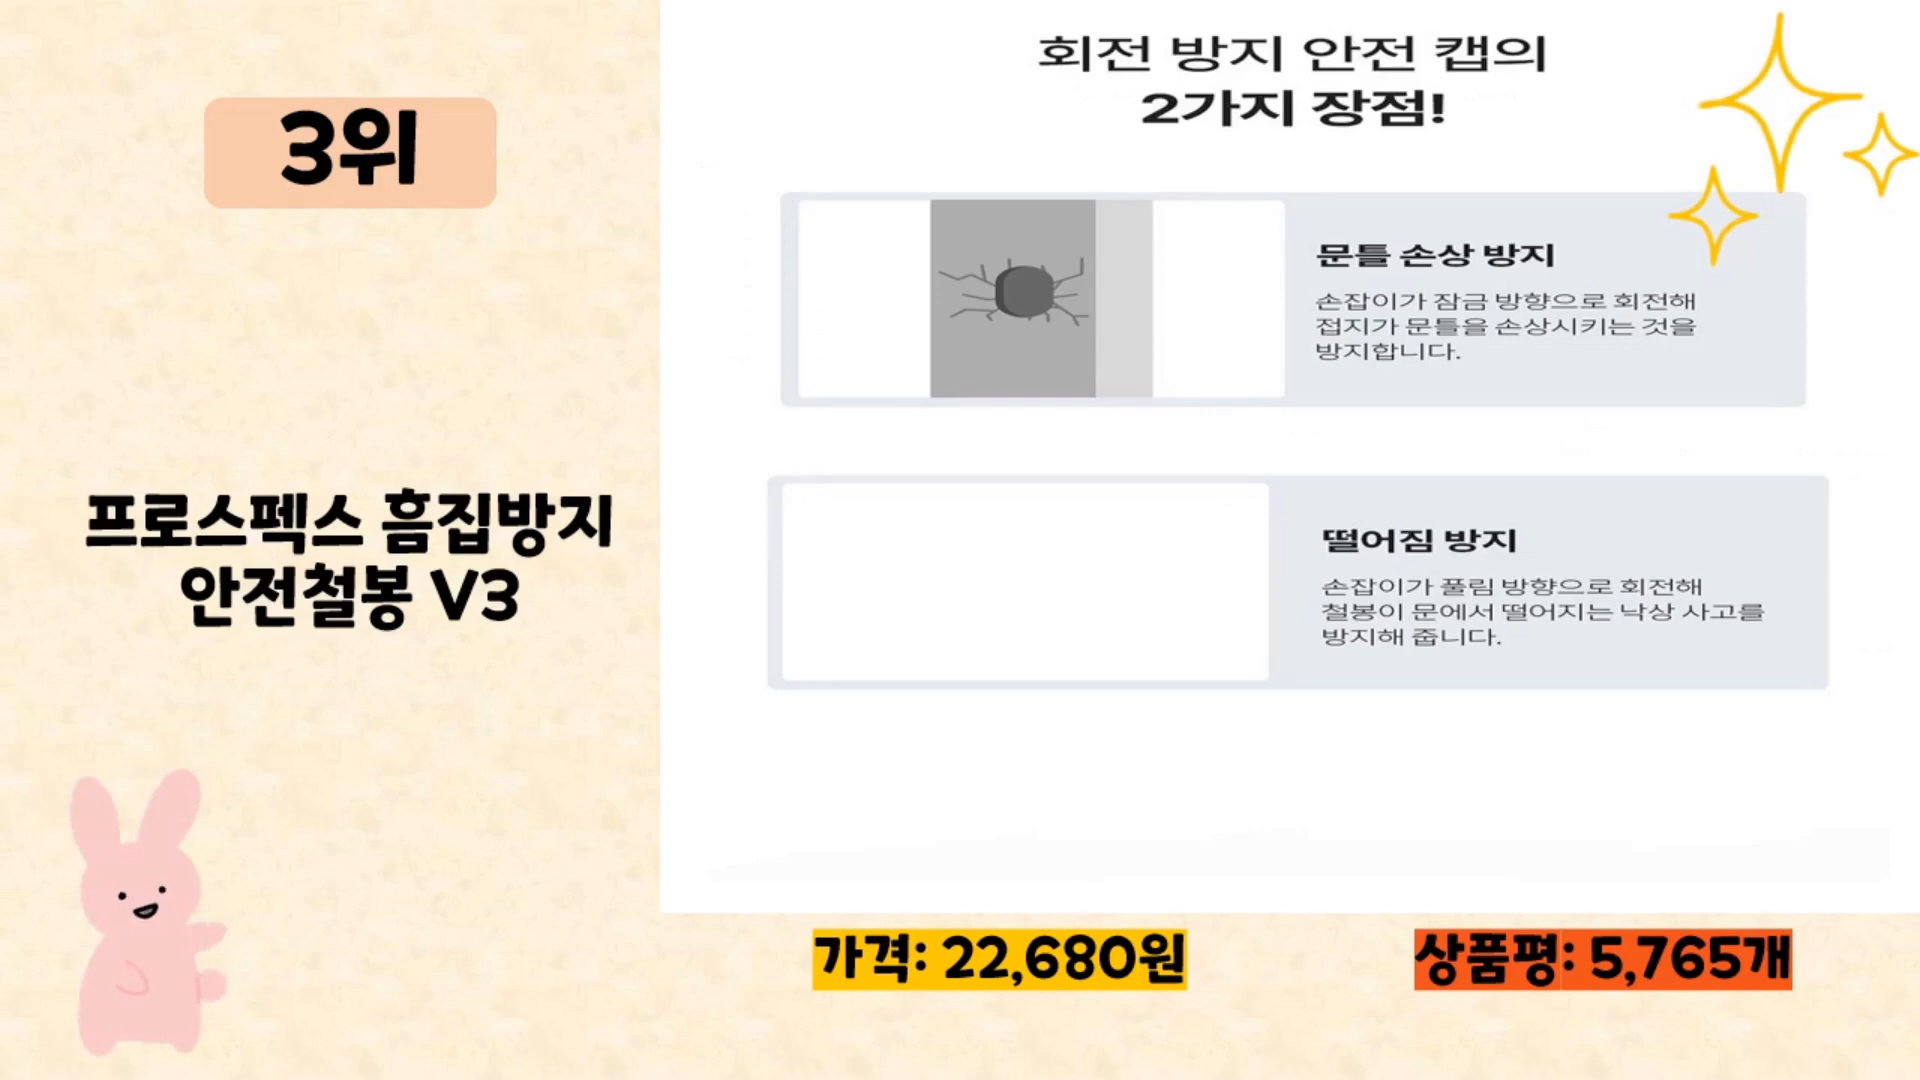 3위
프로스펙스 흠집방지
안전철봉 V3
회전 방지 안전 캡의
2가지 장점!
문틀 손상 방지
손잡이가 잠금 방향으로 회전해
접지가 문틀을 손상시키는 것을
방지합니다.
떨어짐 방지
손잡이가 풀림 방향으로 회전해
철봉이 문에서 떨어지는 낙상 사고를
방지해 줍니다.
가격: 22,680원
상품평: 5,765개